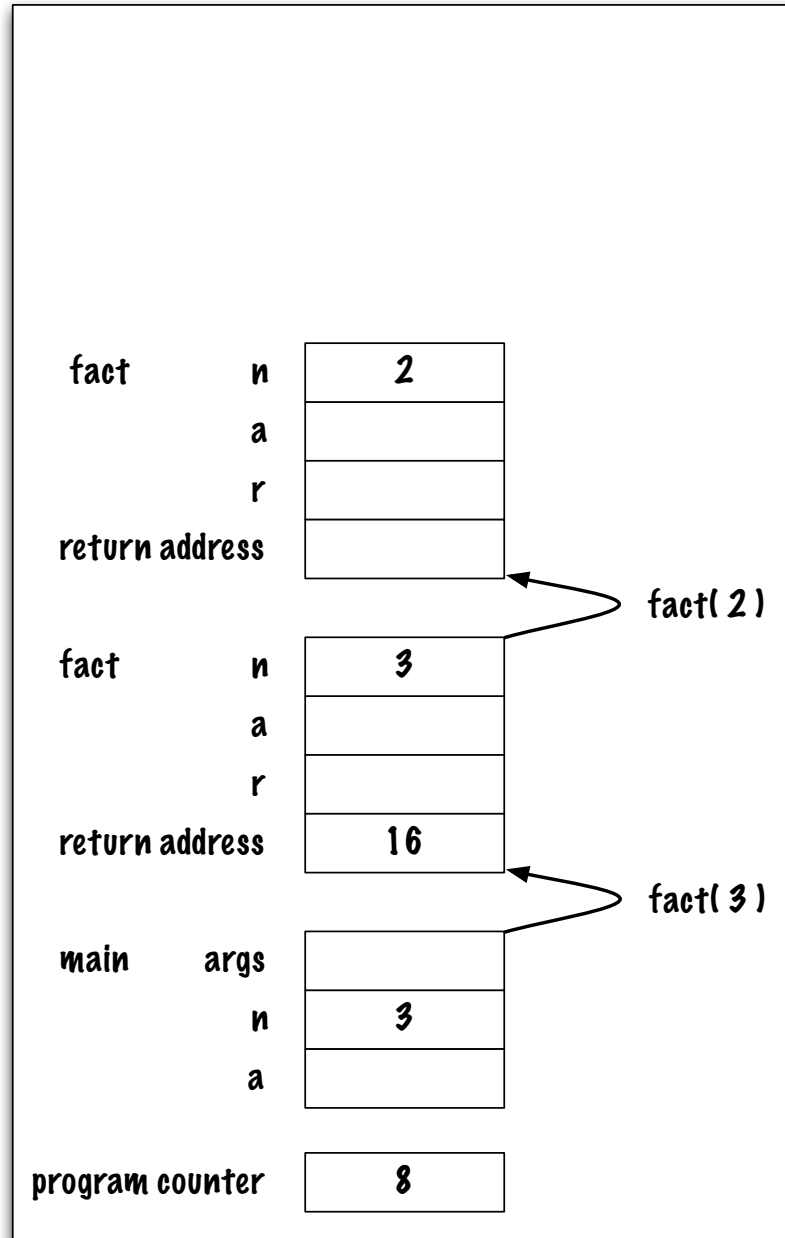 fact n 2
a
r
return address
fact( 2 )
fact n 3
a
r
return address 16
fact( 3 )
main args
n 3
a
program counter 8